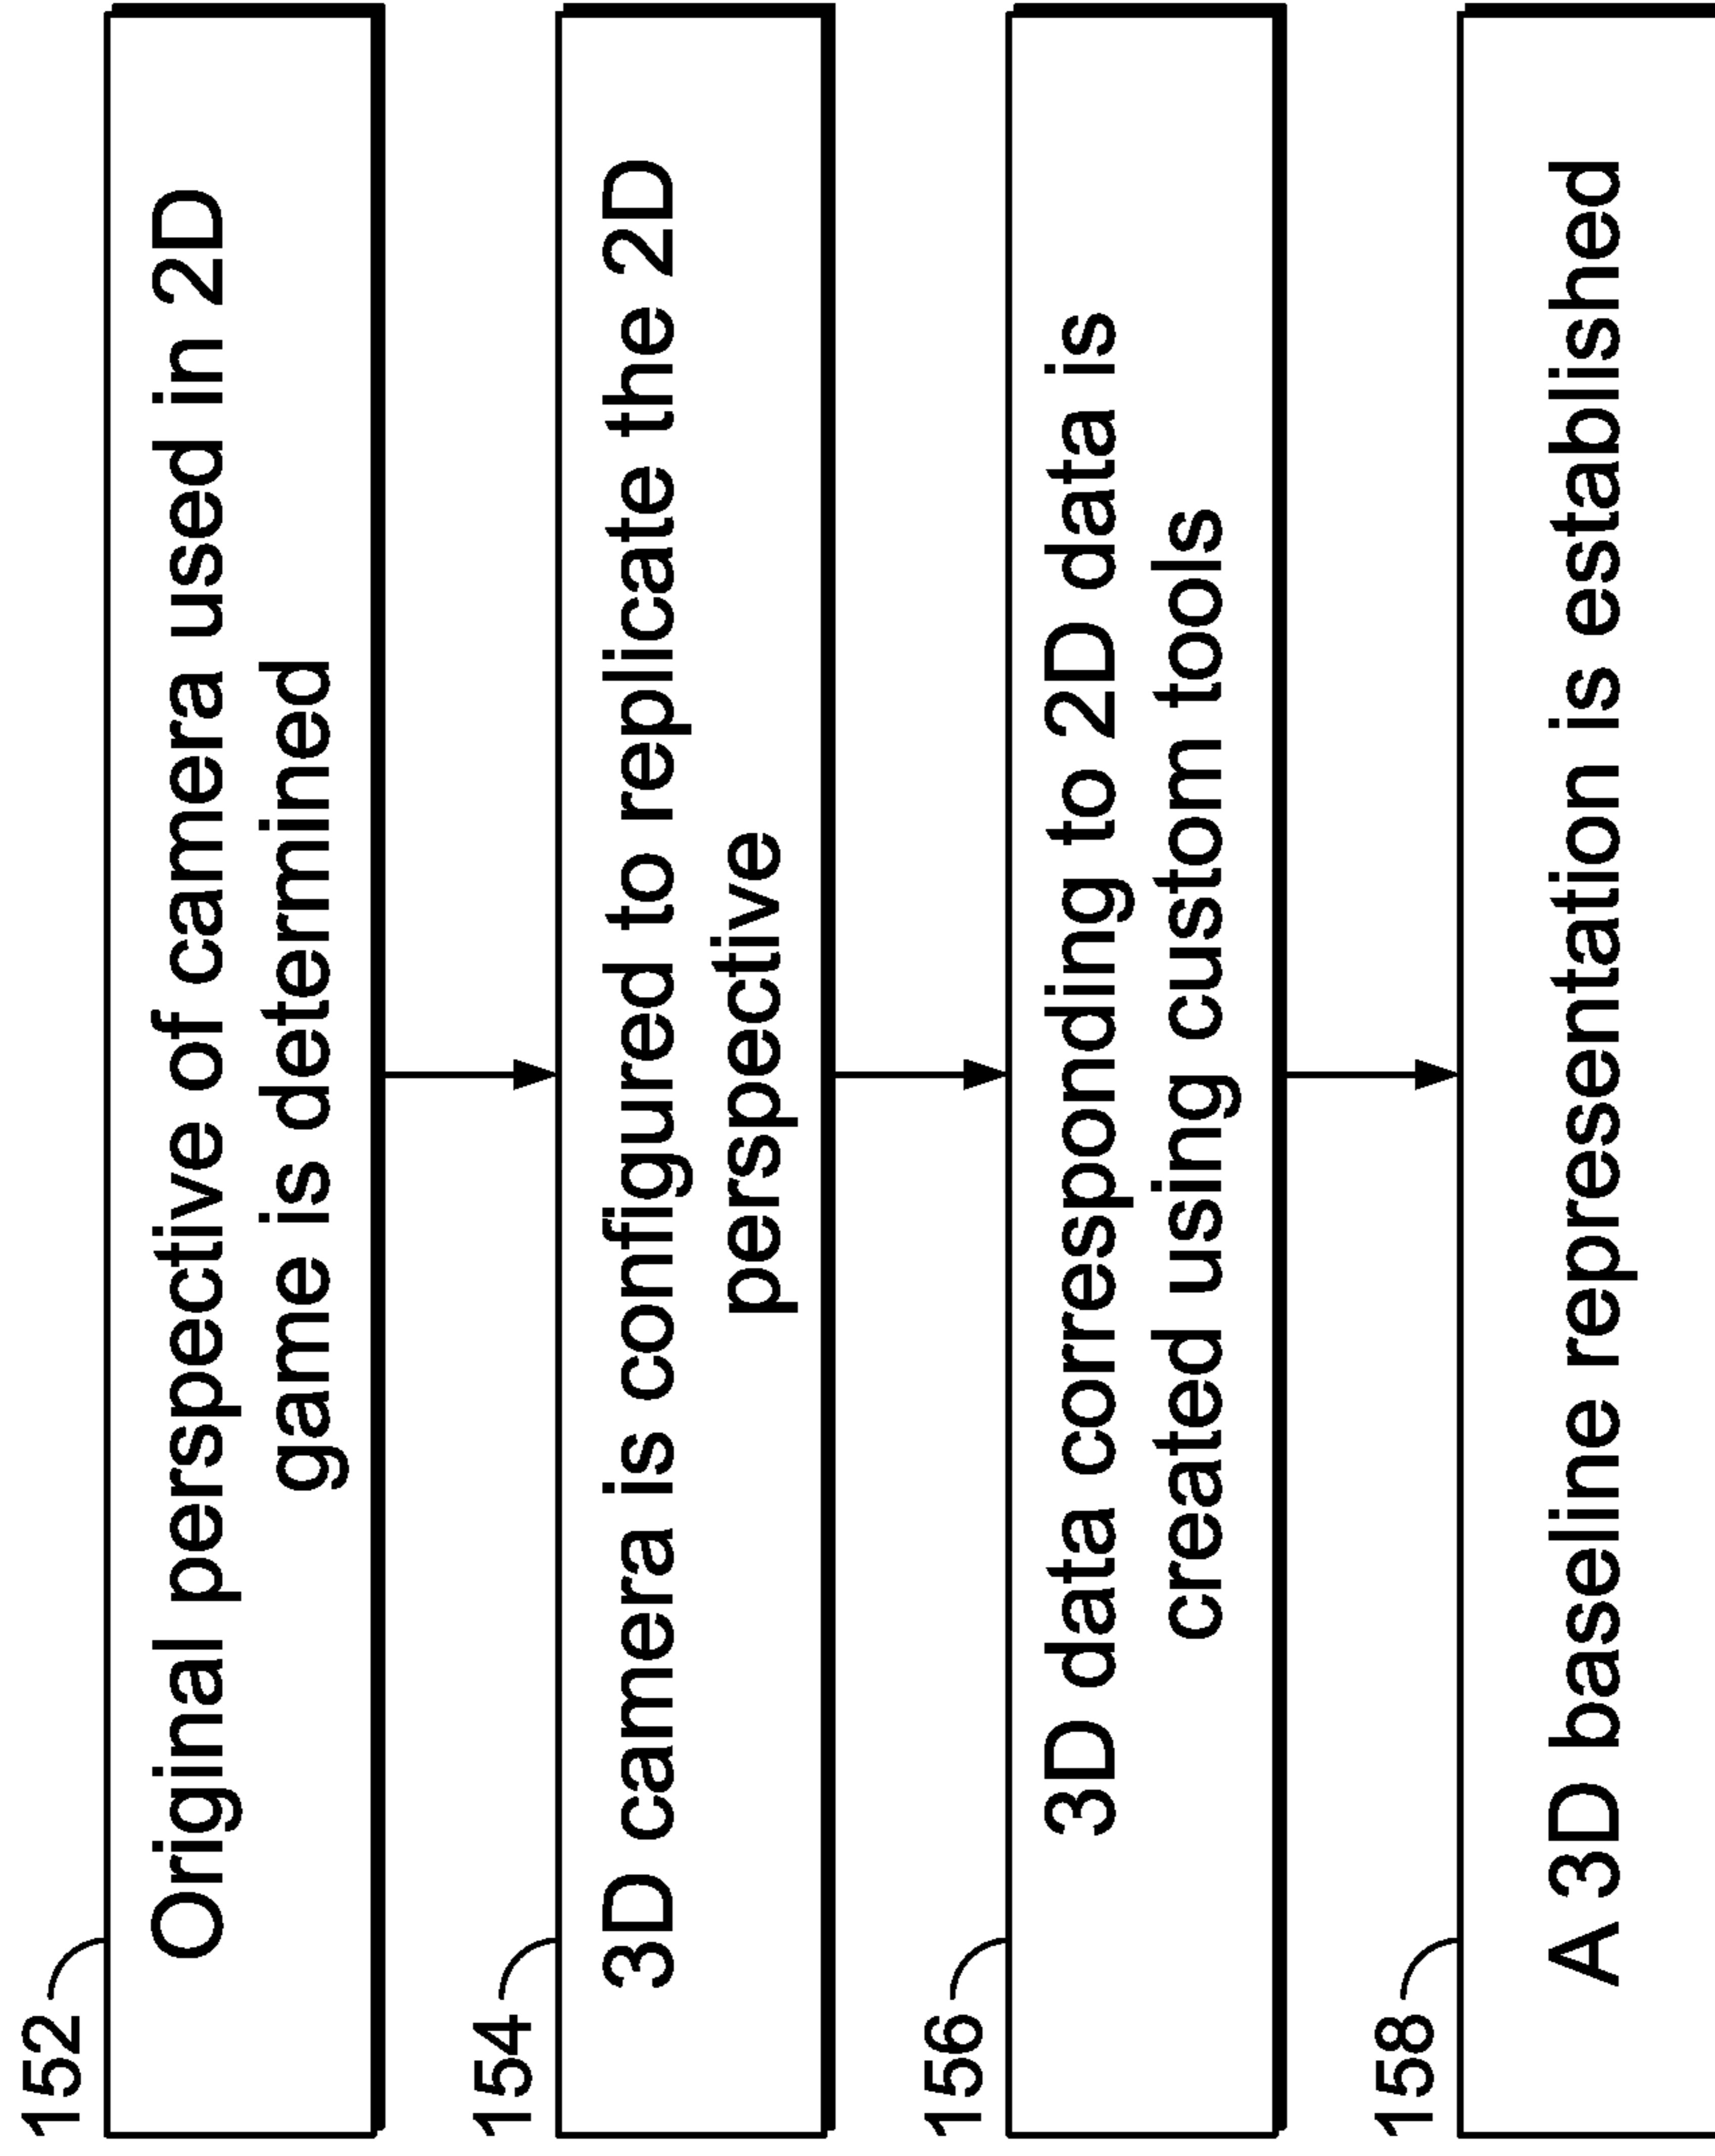 152
Original perspective of camera used in 2D
game is determined
154
3D camera is configured to replicate the 2D
perspective
156
3D data corresponding to 2D data is
created using custom tools
158
A 3D baseline representation is established